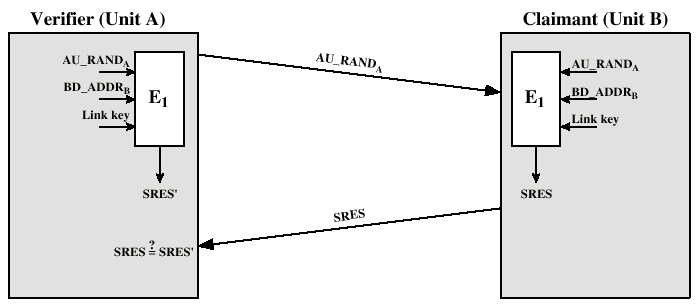 Verifier (Unit A)
Claimant (Unit B)
AU_RANDA
BD_ADDRB
Link key
E1
SRES'
AU_RANDA
E1
AU_RANDA
BD_ADDRB
Link key
SRES
SRES
SRES ?= SRES'